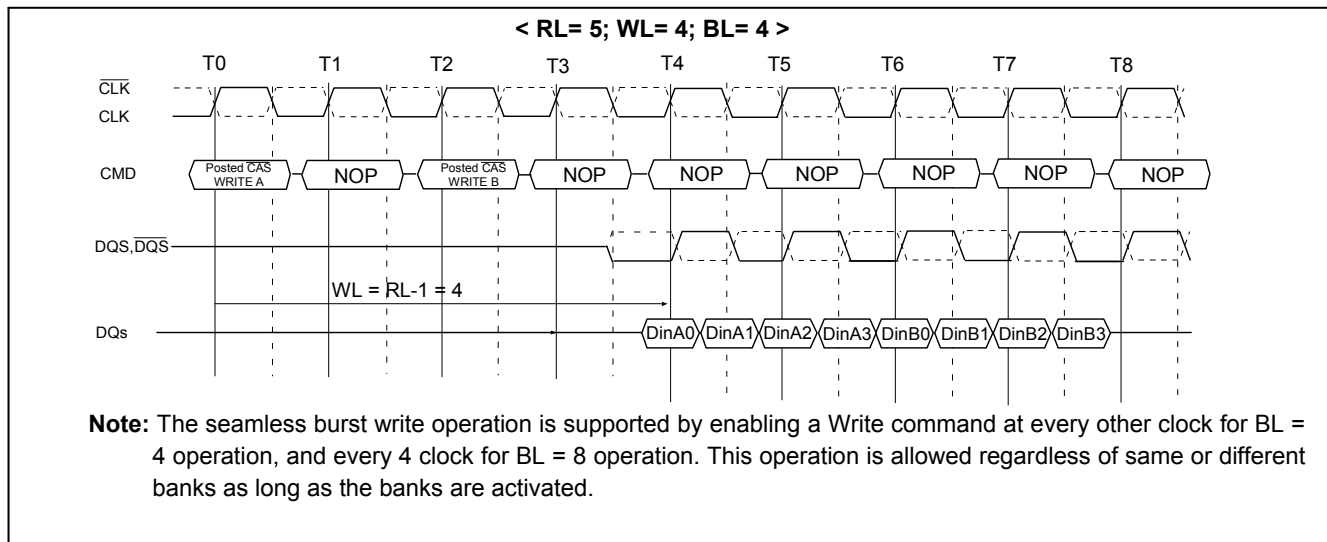 < RL= 5; WL= 4; BL= 4 >
T0 T1 T2 T3 T4 T5 T6 T7 T8
CLK
CLK
CMD
Posted CAS
WRITE A
NOP
Posted CAS
WRITE B
NOP NOP NOP NOP NOP NOP
DQS,DQS
WL = RL-1 = 4
DQs
DinA0 DinA1 DinA2 DinA3 DinB0 DinB1 DinB2 DinB3
Note: The seamless burst write operation is supported by enabling a Write command at every other clock for BL =
4 operation, and every 4 clock for BL = 8 operation. This operation is allowed regardless of same or different
banks as long as the banks are activated.